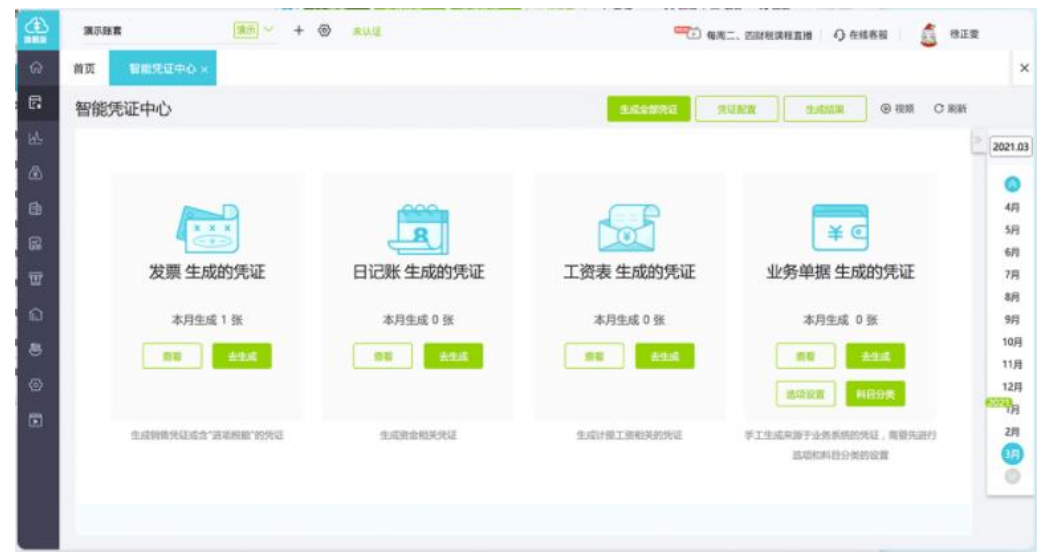 演示账套 演示 + 未认证 每周二、四财税课程直播 在线客服 徐正雯
首页 智能凭证中心 × ×
智能凭证中心 生成全部凭证 凭证配置 生成结果 视频 刷新
2021.03
发票 生成的凭证
本月生成 1 张
查看 去生成
生成销售凭证或含“进项税额”的凭证
日记账 生成的凭证
本月生成 0 张
查看 去生成
生成资金相关凭证
工资表 生成的凭证
本月生成 0 张
查看 去生成
生成计提工资相关的凭证
业务单据 生成的凭证
本月生成 0 张
查看 去生成
选项设置 科目分类
手工生成来源于业务系统的凭证，需要先进行
选项和科目分类的设置
4月
5月
6月
7月
8月
9月
10月
11月
12月
2021
1月
2月
3月